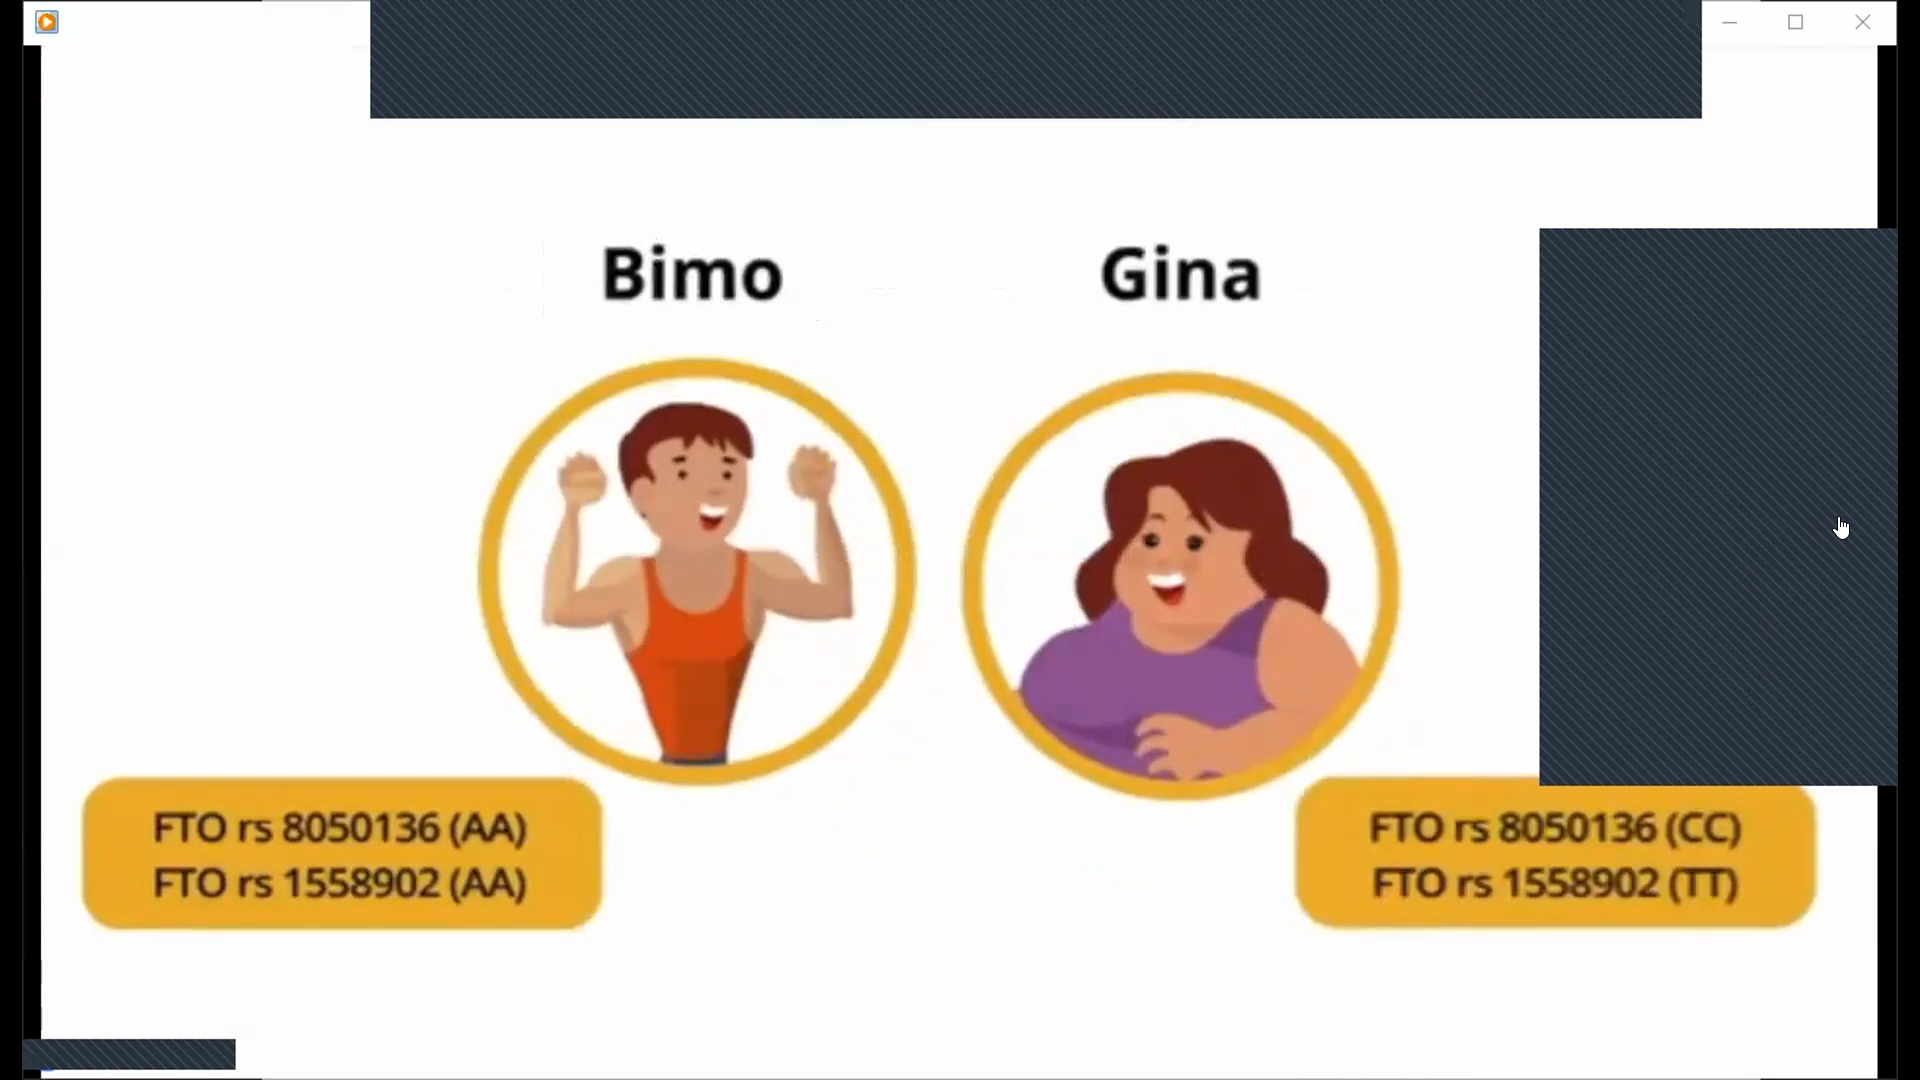 Bimo
Gina
FTO rs 8050136 (AA)
FTO rs 1558902 (AA)
FTO rs 8050136 (CC)
FTO rs 1558902 (TT)